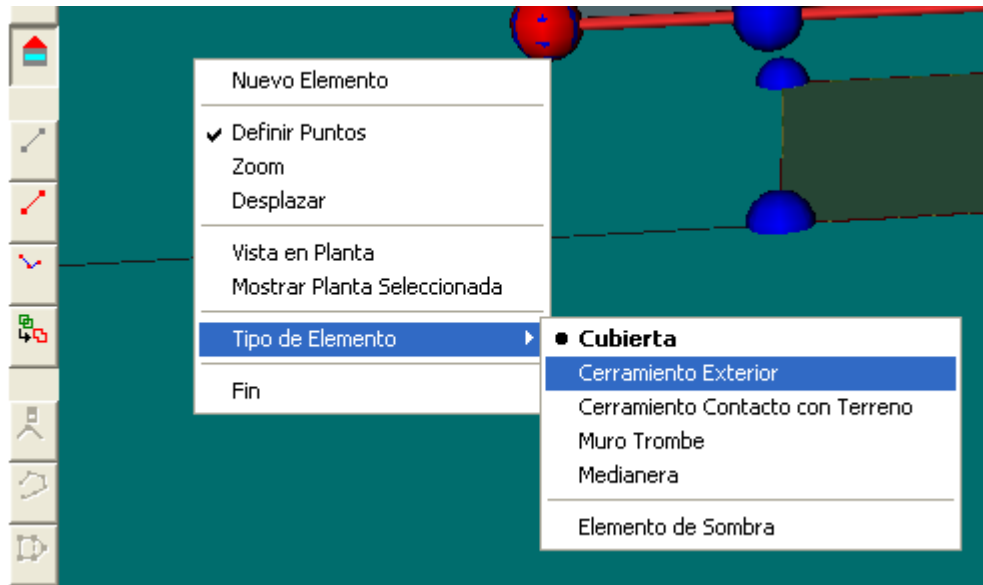 Nuevo Elemento
Definir Puntos
Zoom
Desplazar
Vista en Planta
Mostrar Planta Seleccionada
Tipo de Elemento
Fin
Cubierta
Cerramiento Exterior
Cerramiento Contacto con Terreno
Muro Trombe
Medianera
Elemento de Sombra